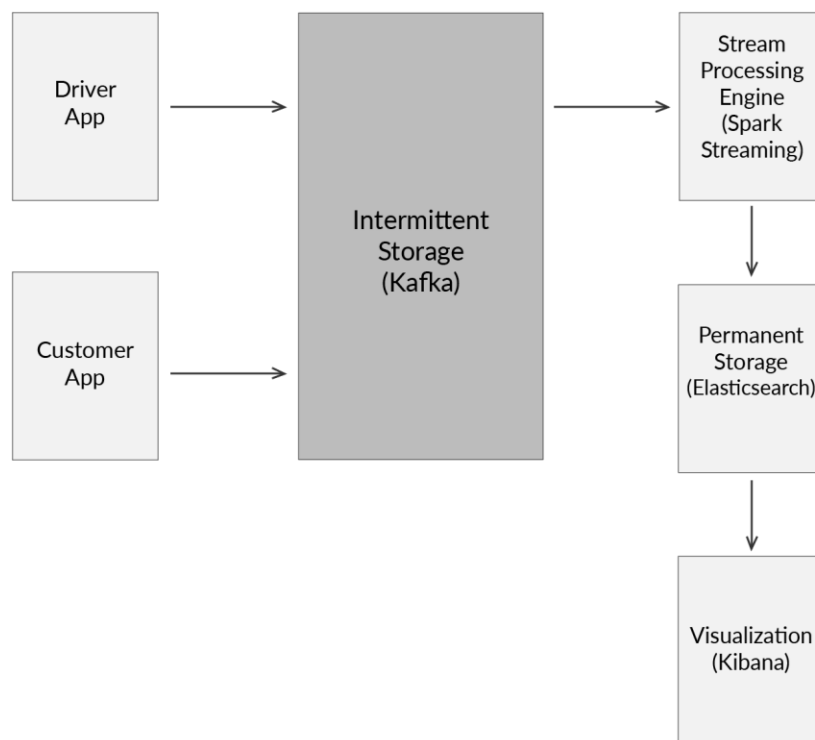 Driver
App
Intermittent
Storage
(Kafka)
Stream
Processing
Engine
(Spark
Streaming)
Customer
App
Permanent
Storage
(Elasticsearch)
Visualization
(Kibana)